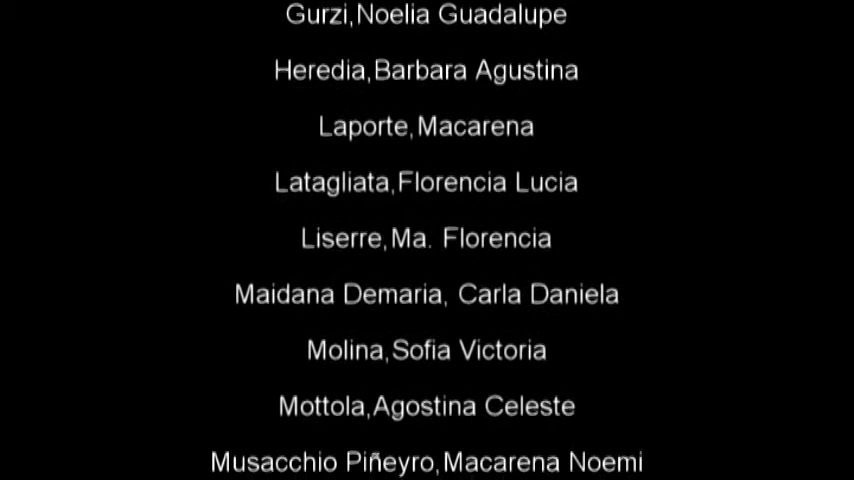 Gurzi,Noelia Guadalupe
Heredia,Barbara Agustina
Laporte,Macarena
Latagliata,Florencia Lucia
Liserre,Ma. Florencia
Maidana Demaria, Carla Daniela
Molina,Sofia Victoria
Mottola,Agostina Celeste
Musacchio Piñeyro,Macarena Noemi